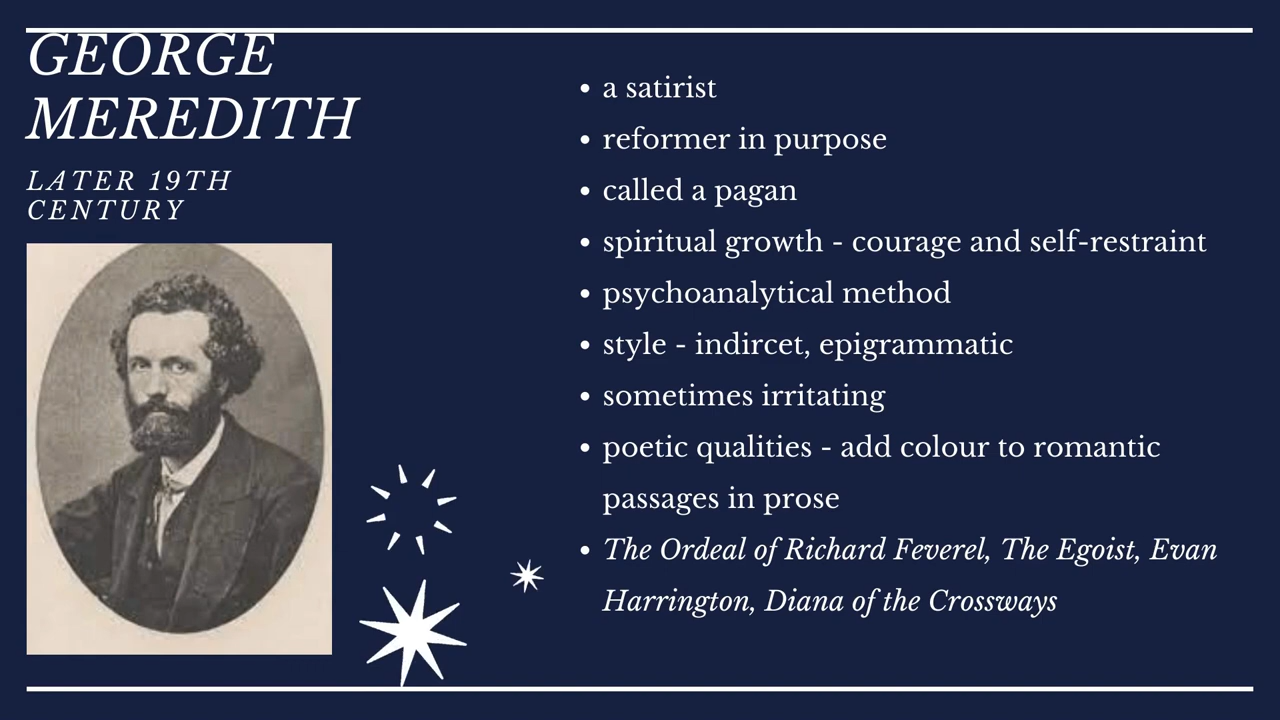 GEORGE
MEREDITH
LATER 19TH
CENTURY
• a satirist
• reformer in purpose
• called a pagan
• spiritual growth - courage and self-restraint
• psychoanalytical method
• style - indircet, epigrammatic
• sometimes irritating
• poetic qualities - add colour to romantic
passages in prose
• The Ordeal of Richard Feverel, The Egoist, Evan
Harrington, Diana of the Crossways